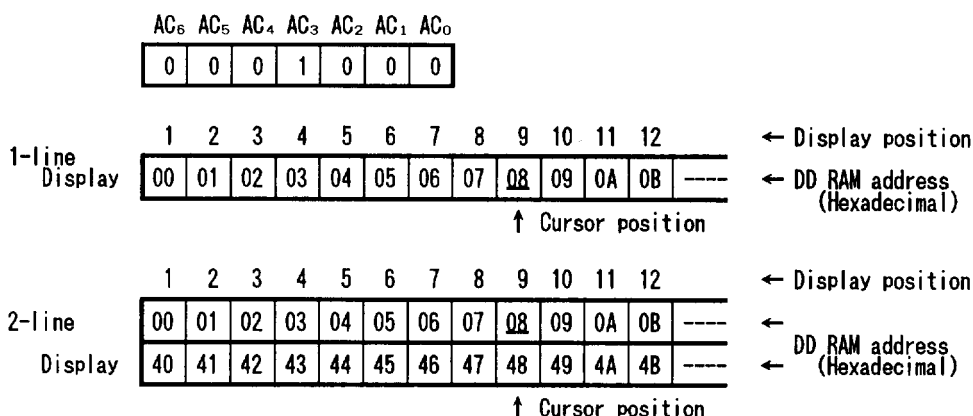 AC₆ AC₅ AC₄ AC₃ AC₂ AC₁ AC₀
0 0 0 1 0 0 0
1 2 3 4 5 6 7 8 9 10 11 12 ← Display position
1-line
Display 00 01 02 03 04 05 06 07 08 09 0A 0B ---- ← DD RAM address
(Hexadecimal)
↑ Cursor position
1 2 3 4 5 6 7 8 9 10 11 12 ← Display position
2-line 00 01 02 03 04 05 06 07 08 09 0A 0B ---- ←
DD RAM address
Display 40 41 42 43 44 45 46 47 48 49 4A 4B ---- ← (Hexadecimal)
↑ Cursor position